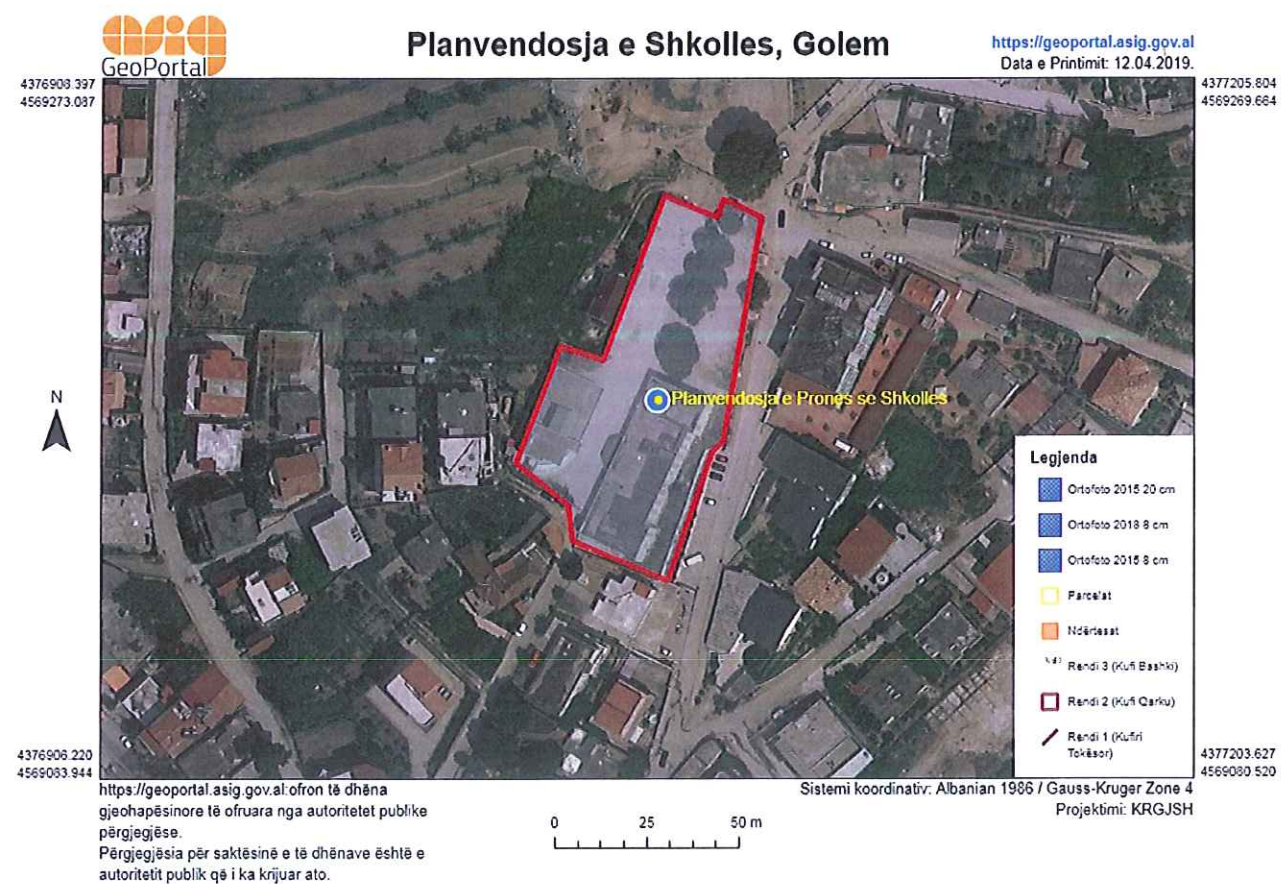 asig
GeoPortal
Planvendosja e Shkolles, Golem
https://geoportal.asig.gov.al
Data e Printimit: 12.04.2019.
4376908.397
4569273.087
4377205.804
4569269.664
Planvendosja e Prones se Shkolles
N
Legjenda
Ortofoto 2015 20 cm
Ortofoto 2018 8 cm
Ortofoto 2015 8 cm
Parcelat
Ndërtesat
Rendi 3 (Kufi Bashki)
Rendi 2 (Kufi Qarku)
Rendi 1 (Kufiri
Tokësor)
4376906.220
4569083.944
4377203.627
4569080.520
https://geoportal.asig.gov.al:ofron të dhëna
gjeohapësinore të ofruara nga autoritetet publike
përgjegjëse.
Përgjegjësia për saktësinë e të dhënave është e
autoritetit publik që i ka krijuar ato.
0 25 50 m
Sistemi koordinativ: Albanian 1986 / Gauss-Kruger Zone 4
Projektimi: KRGJSH